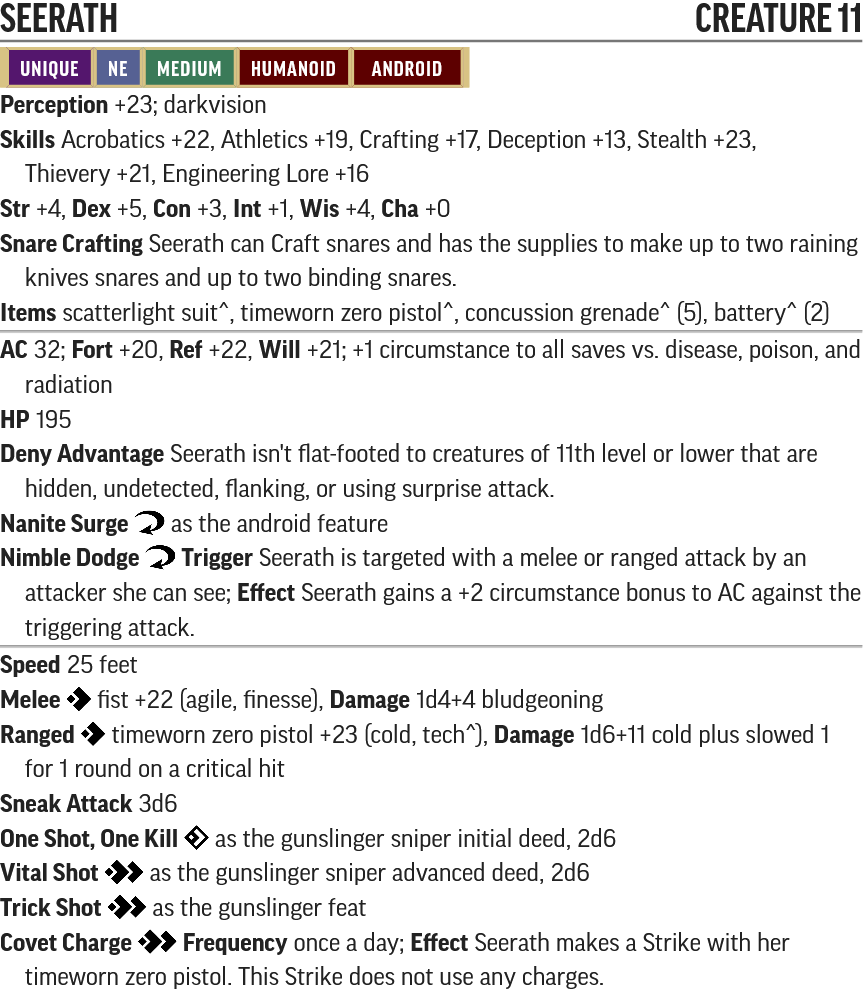 SEERATH CREATURE 11
UNIQUE NE MEDIUM HUMANOID ANDROID
Perception +23; darkvision
Skills Acrobatics +22, Athletics +19, Crafting +17, Deception +13, Stealth +23,
Thievery +21, Engineering Lore +16
Str +4, Dex +5, Con +3, Int +1, Wis +4, Cha +0
Snare Crafting Seerath can Craft snares and has the supplies to make up to two raining
knives snares and up to two binding snares.
Items scatterlight suit^, timeworn zero pistol^, concussion grenade^ (5), battery^ (2)
AC 32; Fort +20, Ref +22, Will +21; +1 circumstance to all saves vs. disease, poison, and
radiation
HP 195
Deny Advantage Seerath isn't flat-footed to creatures of 11th level or lower that are
hidden, undetected, flanking, or using surprise attack.
Nanite Surge as the android feature
Nimble Dodge Trigger Seerath is targeted with a melee or ranged attack by an
attacker she can see; Effect Seerath gains a +2 circumstance bonus to AC against the
triggering attack.
Speed 25 feet
Melee fist +22 (agile, finesse), Damage 1d4+4 bludgeoning
Ranged timeworn zero pistol +23 (cold, tech^), Damage 1d6+11 cold plus slowed 1
for 1 round on a critical hit
Sneak Attack 3d6
One Shot, One Kill as the gunslinger sniper initial deed, 2d6
Vital Shot as the gunslinger sniper advanced deed, 2d6
Trick Shot as the gunslinger feat
Covet Charge Frequency once a day; Effect Seerath makes a Strike with her
timeworn zero pistol. This Strike does not use any charges.